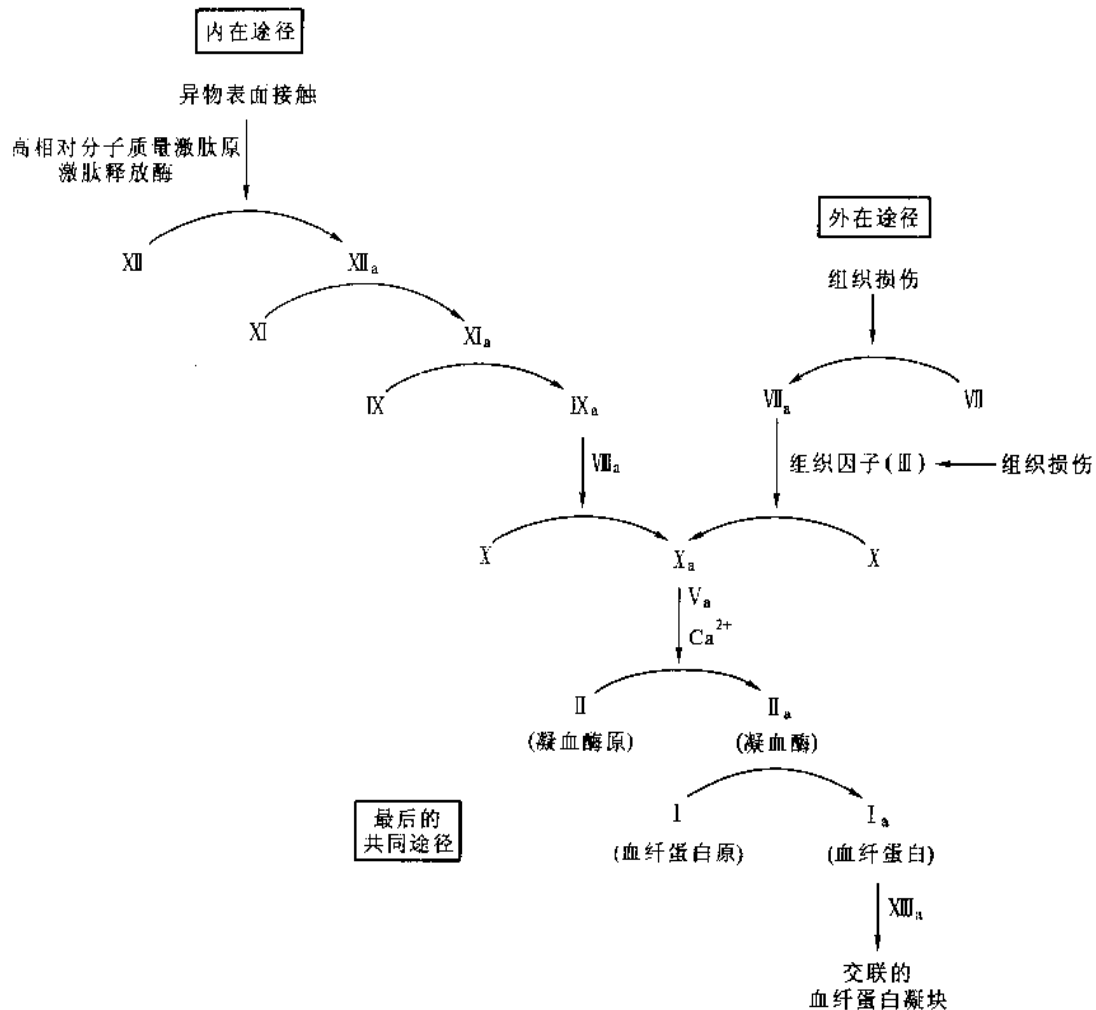 内在途径
异物表面接触
高相对分子质量激肽原
激肽释放酶
外在途径
Ⅻ
Ⅻa
组织损伤
Ⅺ
Ⅺa
Ⅸ
Ⅸa
Ⅶa
Ⅶ
Ⅷa
组织因子(Ⅲ)
组织损伤
Ⅹ
Ⅹa
Ⅹ
Ⅴa
Ca²⁺
Ⅱ
Ⅱa
(凝血酶原)
(凝血酶)
最后的
共同途径
Ⅰ
Ⅰa
(血纤蛋白原)
(血纤蛋白)
ⅩⅢa
交联的
血纤蛋白凝块